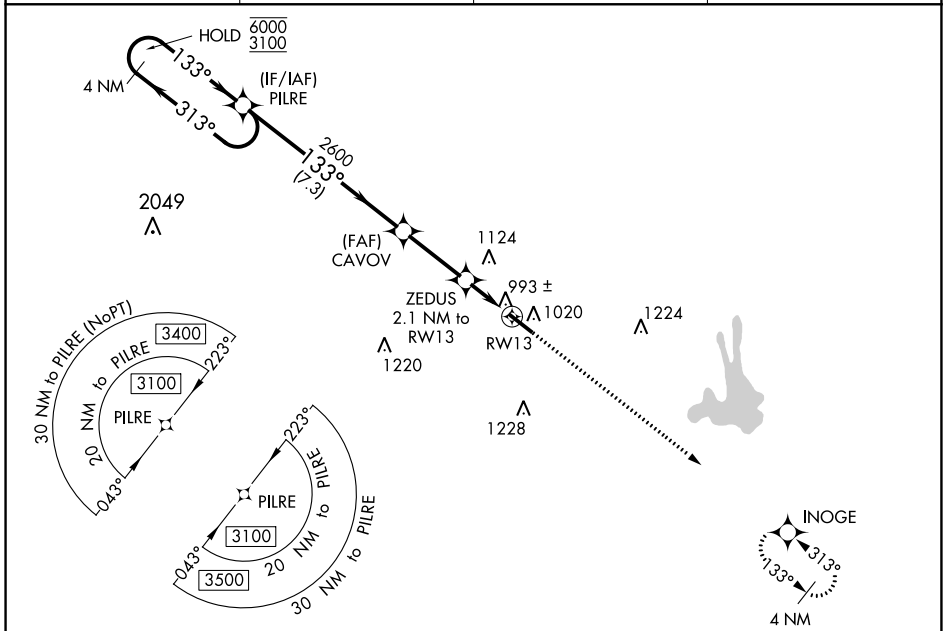 HOLD 6000
3100
4 NM
133°
313°
(IF/IAF)
PILRE
2600
133°
(7.3)
2049
(FAF)
CAVOV
1124
ZEDUS
2.1 NM to
RW13
993 ±
1020
RW13
1224
1220
1228
30 NM to PILRE (NoPT)
3400
20 NM to PILRE
3100
223°
PILRE
043°
223°
PILRE
3100
20 NM to PILRE
043°
3500
30 NM to PILRE
INOGE
313°
133°
4 NM